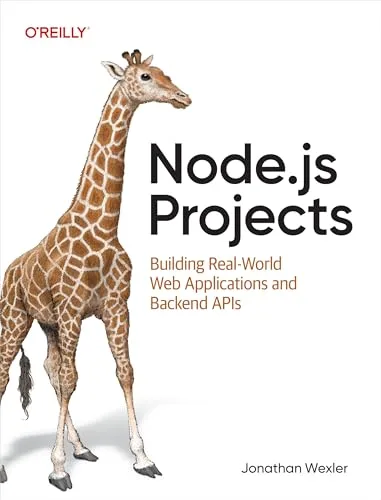 O'REILLY
Node.js
Projects
Building Real-World
Web Applications and
Backend APIs
Jonathan Wexler